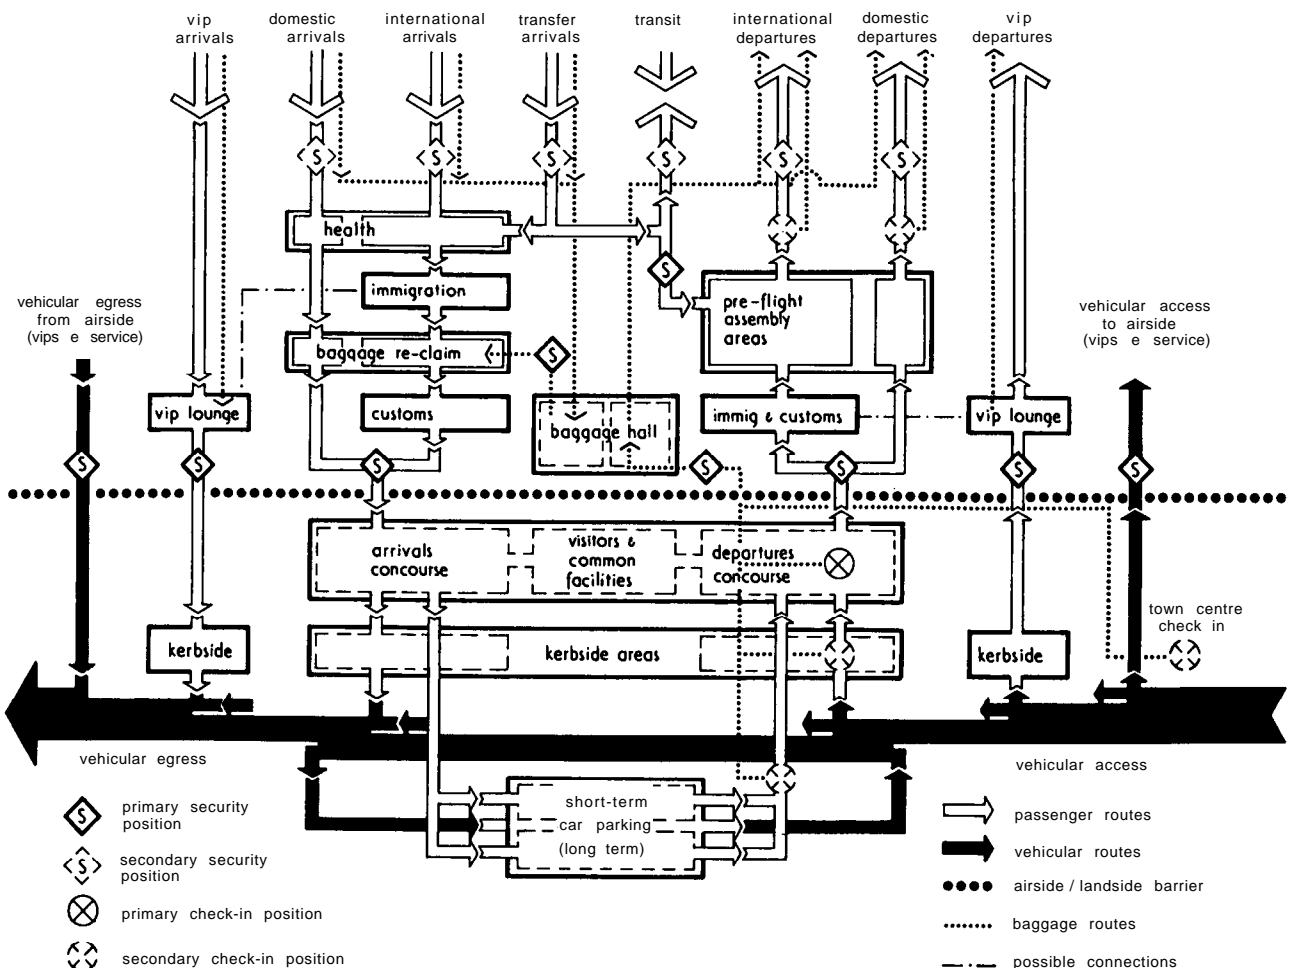 vip
arrivals
domestic
arrivals
international
arrivals
transfer
arrivals
transit
international
departures
domestic
departures
vip
departures
S
S
S
S
S
S
health
S
immigration
pre-flight
assembly
areas
vehicular egress
from airside
(vips e service)
vehicular access
to airside
(vips e service)
baggage re-claim
S
vip lounge
customs
baggage hall
immig & customs
vip lounge
S
S
S
S
S
S
S
arrivals
concourse
visitors &
common
facilities
departures
concourse
town centre
check in
kerbside
kerbside areas
kerbside
vehicular egress
vehicular access
short-term
car parking
(long term)
S
primary security
position
S
secondary security
position
primary check-in position
secondary check-in position
passenger routes
vehicular routes
airside / landside barrier
baggage routes
possible connections